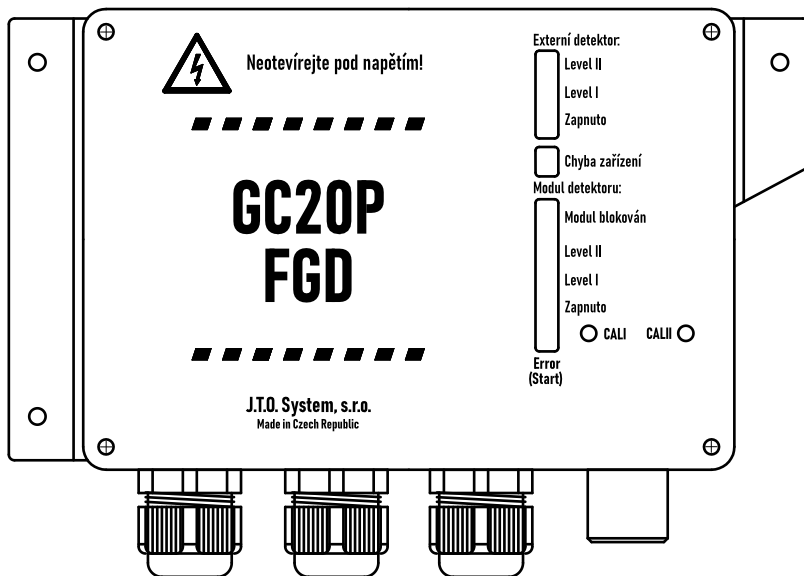 Neotevírejte pod napětím!
GC20P
FGD
J.T.O. System, s.r.o.
Made in Czech Republic
Externí detektor:
Level II
Level I
Zapnuto
Chyba zařízení
Modul detektoru:
Modul blokován
Level II
Level I
Zapnuto
CALI CALII
Error
(Start)